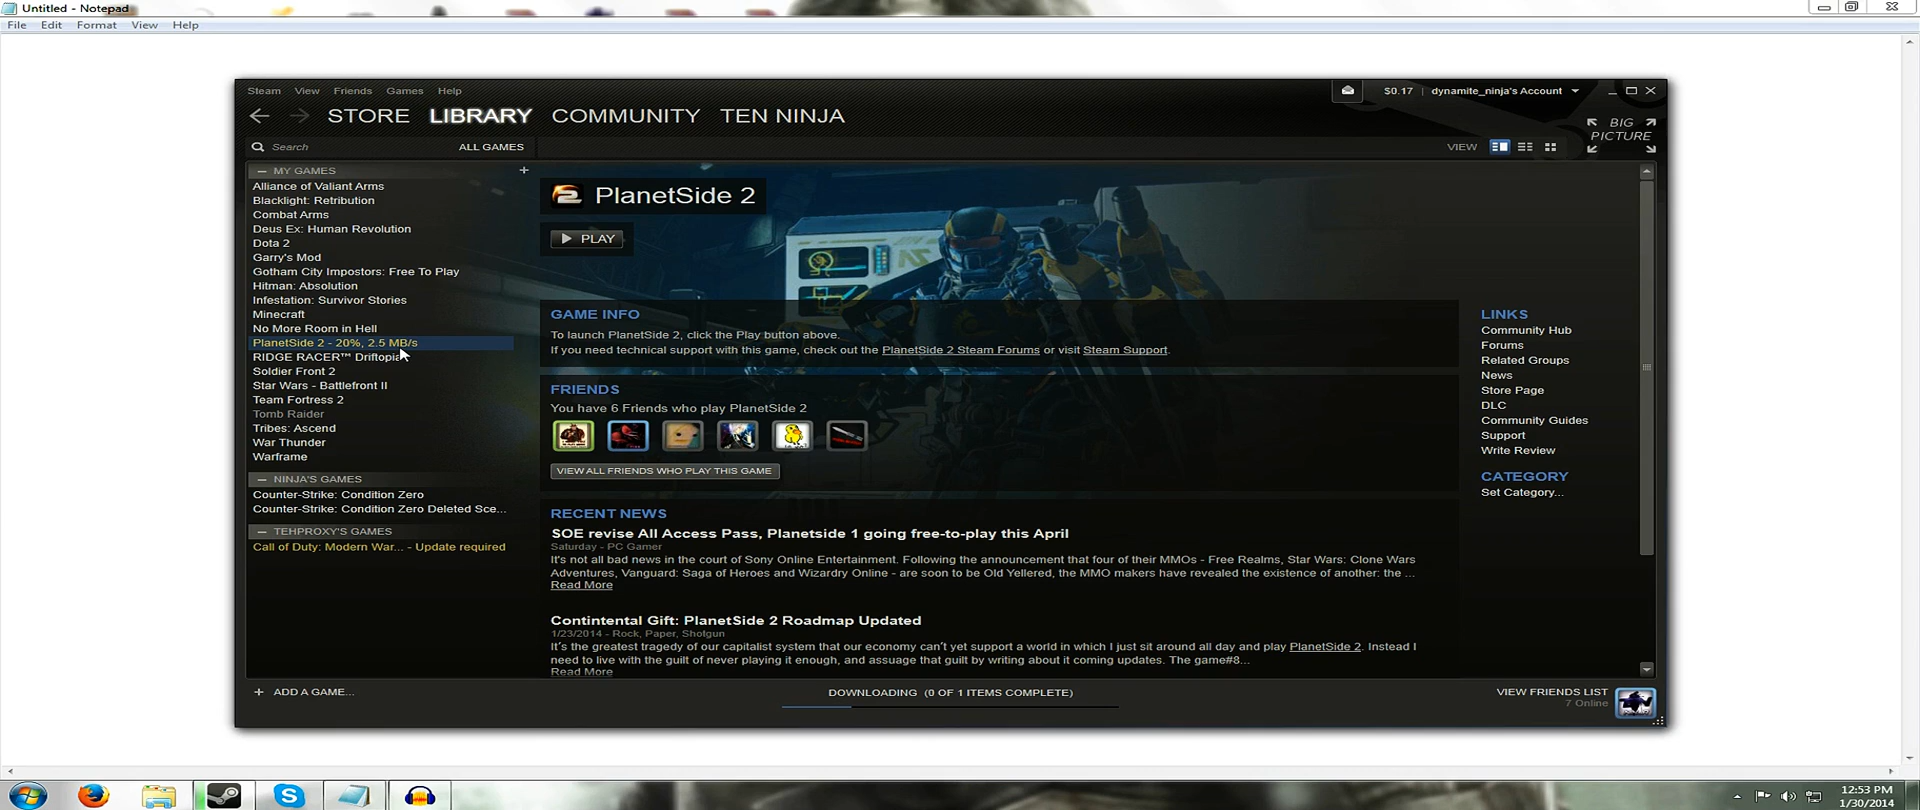 Untitled - Notepad
File Edit Format View Help
Steam View Friends Games Help
$0.17 dynamite_ninja's Account
STORE LIBRARY COMMUNITY TEN NINJA
BIG PICTURE
Search
ALL GAMES
VIEW
MY GAMES
Alliance of Valiant Arms
Blacklight: Retribution
Combat Arms
Deus Ex: Human Revolution
Dota 2
Garry's Mod
Gotham City Impostors: Free To Play
Hitman: Absolution
Infestation: Survivor Stories
Minecraft
No More Room in Hell
PlanetSide 2 - 20%, 2.5 MB/s
RIDGE RACER™ Driftopia
Soldier Front 2
Star Wars - Battlefront II
Team Fortress 2
Tomb Raider
Tribes: Ascend
War Thunder
Warframe
NINJA'S GAMES
Counter-Strike: Condition Zero
Counter-Strike: Condition Zero Deleted Sce...
TEHPROXY'S GAMES
Call of Duty: Modern War... - Update required
PlanetSide 2
PLAY
GAME INFO
To launch PlanetSide 2, click the Play button above.
If you need technical support with this game, check out the PlanetSide 2 Steam Forums or visit Steam Support.
FRIENDS
You have 6 Friends who play PlanetSide 2
VIEW ALL FRIENDS WHO PLAY THIS GAME
RECENT NEWS
SOE revise All Access Pass, Planetside 1 going free-to-play this April
Saturday - PC Gamer
It's not all bad news in the court of Sony Online Entertainment. Following the announcement that four of their MMOs - Free Realms, Star Wars: Clone Wars
Adventures, Vanguard: Saga of Heroes and Wizardry Online - are soon to be Old Yellered, the MMO makers have revealed the existence of another: the ...
Read More
Contintental Gift: PlanetSide 2 Roadmap Updated
1/23/2014 - Rock, Paper, Shotgun
It's the greatest tragedy of our capitalist system that our economy can't yet support a world in which I just sit around all day and play PlanetSide 2. Instead I
need to live with the guilt of never playing it enough, and assuage that guilt by writing about it coming updates. The game#8...
Read More
LINKS
Community Hub
Forums
Related Groups
News
Store Page
DLC
Community Guides
Support
Write Review
CATEGORY
Set Category...
+ ADD A GAME...
DOWNLOADING (0 OF 1 ITEMS COMPLETE)
VIEW FRIENDS LIST
7 Online
12:53 PM
1/30/2014